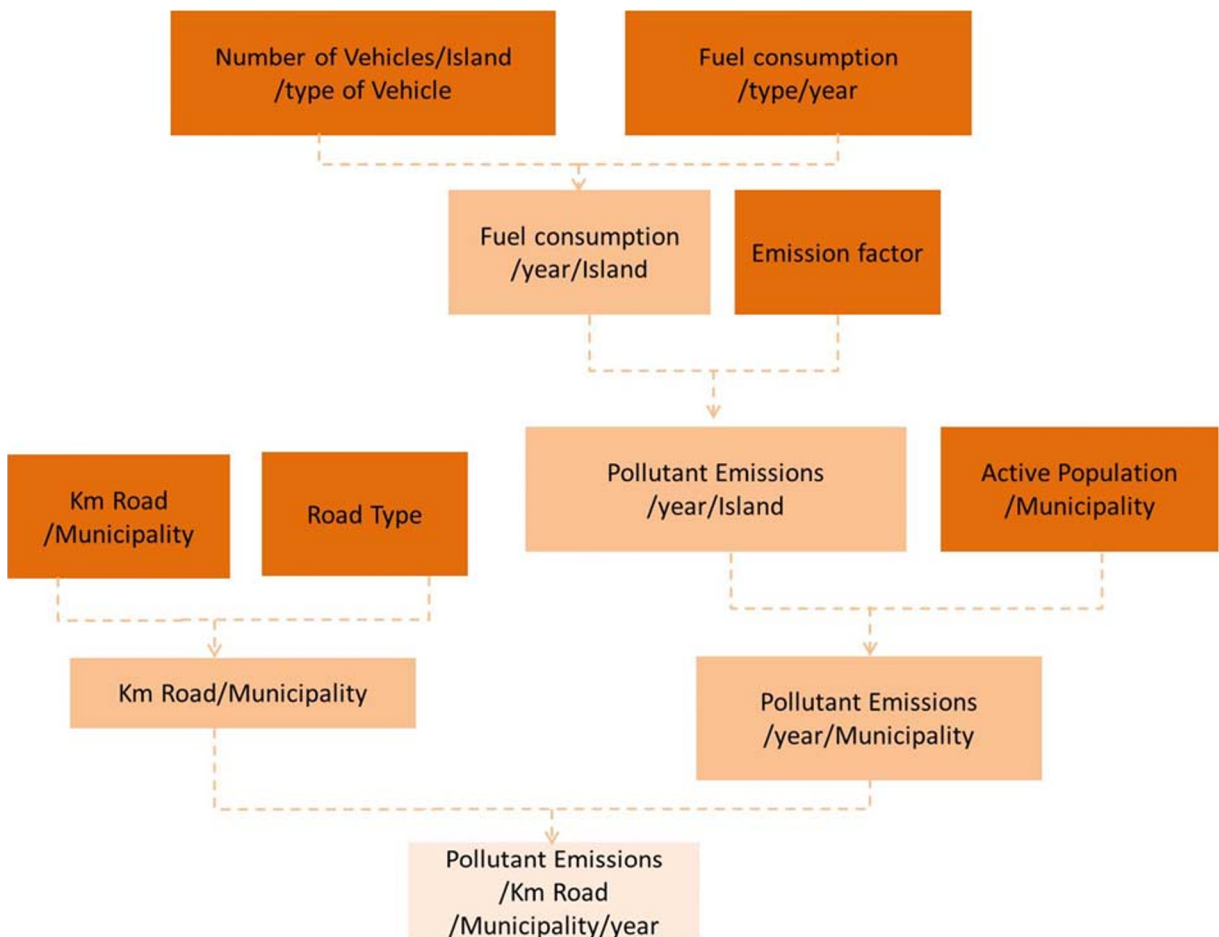 Number of Vehicles/Island
/type of Vehicle
Fuel consumption
/type/year
Fuel consumption
/year/Island
Emission factor
Km Road
/Municipality
Road Type
Pollutant Emissions
/year/Island
Active Population
/Municipality
Km Road/Municipality
Pollutant Emissions
/year/Municipality
Pollutant Emissions
/Km Road
/Municipality/year